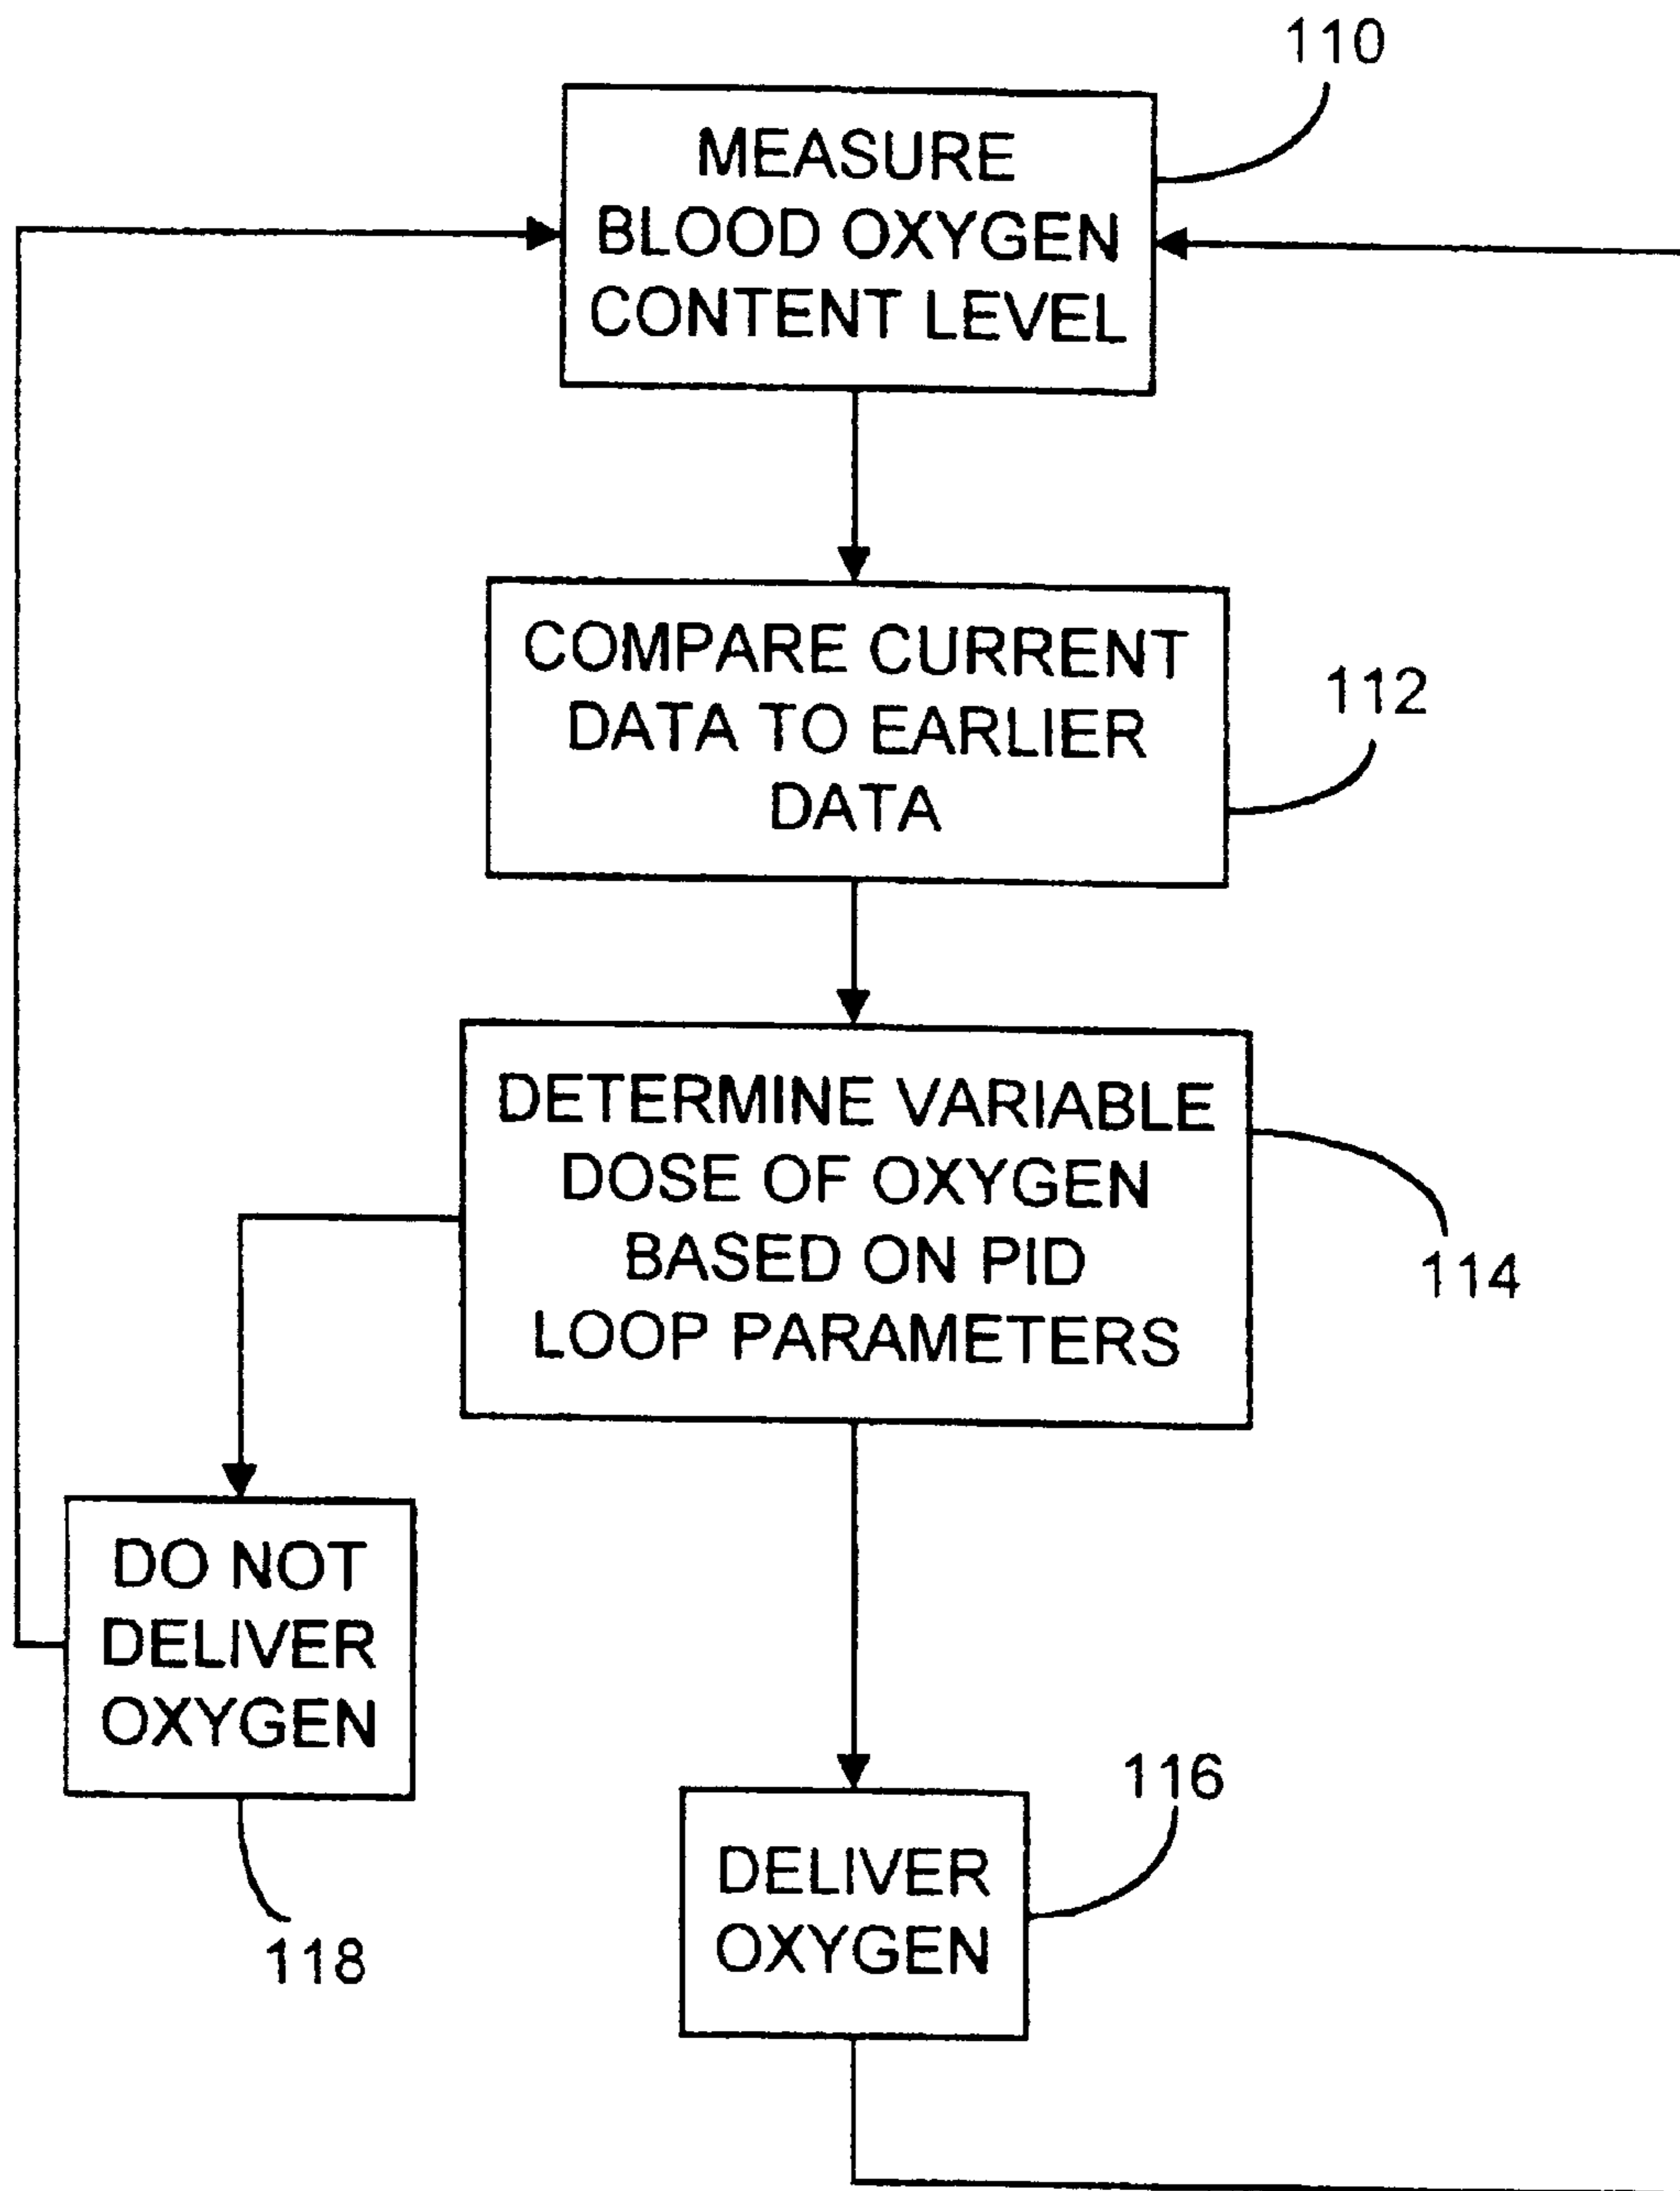 110
MEASURE
BLOOD OXYGEN
CONTENT LEVEL
COMPARE CURRENT
DATA TO EARLIER
DATA
112
DETERMINE VARIABLE
DOSE OF OXYGEN
BASED ON PID
LOOP PARAMETERS
114
DO NOT
DELIVER
OXYGEN
118
116
DELIVER
OXYGEN